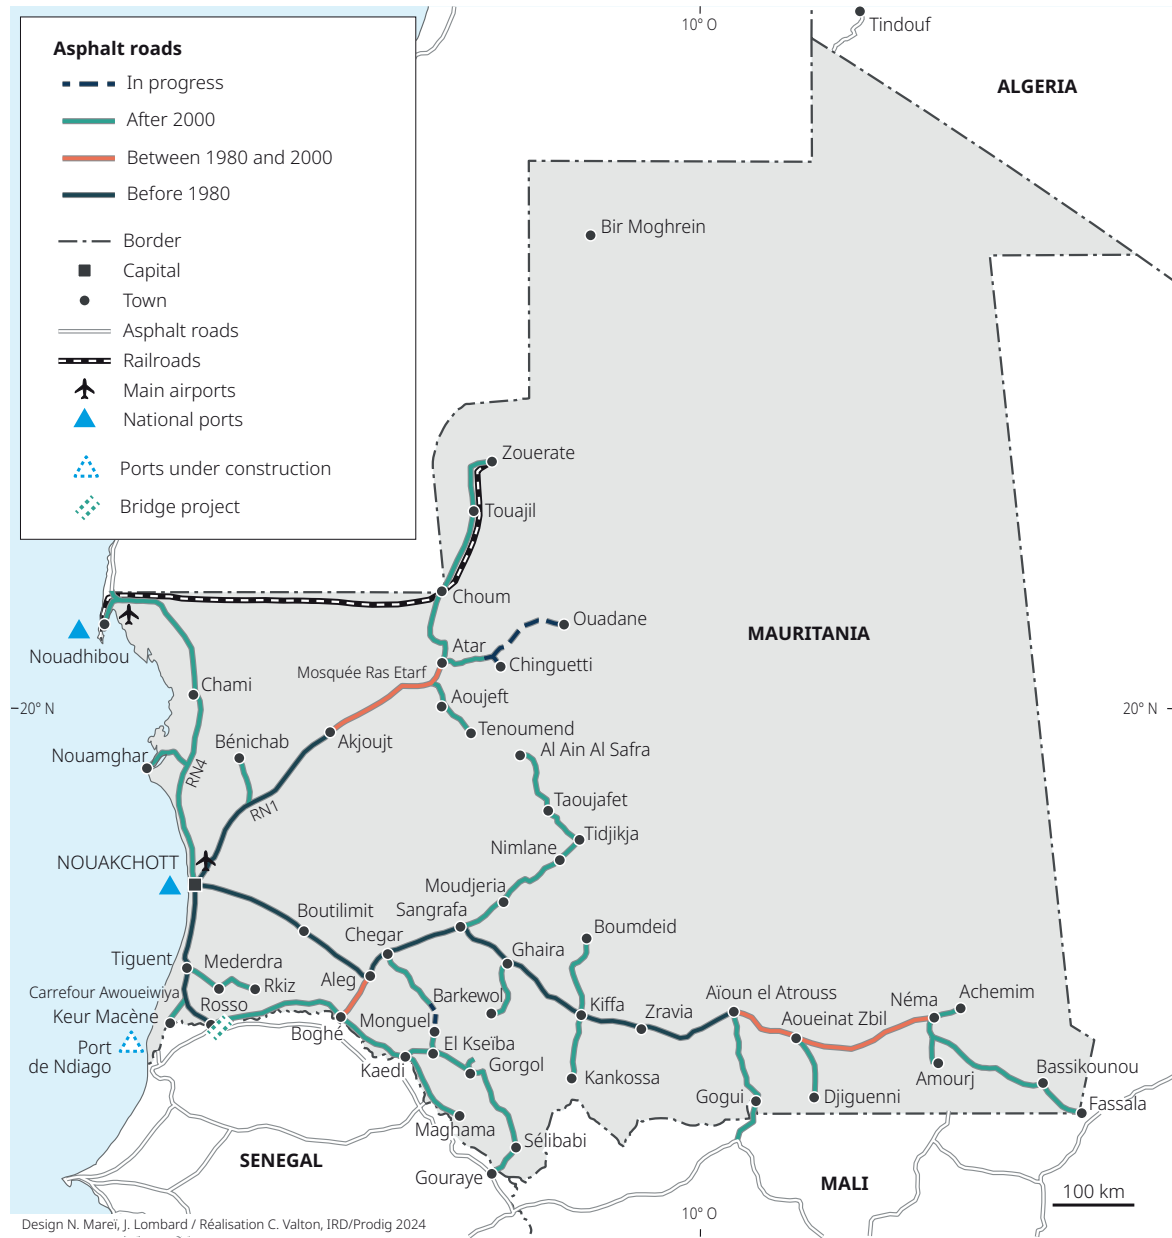 10° O
Tindouf
ALGERIA
Asphalt roads
In progress
After 2000
Between 1980 and 2000
Before 1980
Border
Capital
Town
Asphalt roads
Railroads
Main airports
National ports
Ports under construction
Bridge project
Bir Moghrein
Zouerate
Touajil
Choum
Ouadane
Nouadhibou
Atar
Chinguetti
MAURITANIA
Mosquée Ras Etarf
Chami
Aoujeft
20° N
20° N
Tenoumend
Akjoujt
Bénichab
Nouamghar
Al Ain Al Safra
RN4
RN1
Taoujafet
Tidjikja
Nimlane
NOUAKCHOTT
Moudjeria
Boutilimit
Sangrafa
Chegar
Boumdeid
Ghaira
Tiguent
Mederdra
Aleg
Rkiz
Carrefour Awoueiwiya
Rosso
Barkewol
Kiffa
Zravia
Aïoun el Atrouss
Néma
Achemim
Keur Macène
Boghé
Monguel
Aoueinat Zbil
Port
de Ndiago
El Kseïba
Kaedi
Gorgol
Kankossa
Gogui
Djiguenni
Amourj
Bassikounou
Fassala
Maghama
Sélibabi
SENEGAL
Gouraye
MALI
100 km
10° O
Design N. Mareï, J. Lombard / Réalisation C. Valton, IRD/Prodig 2024